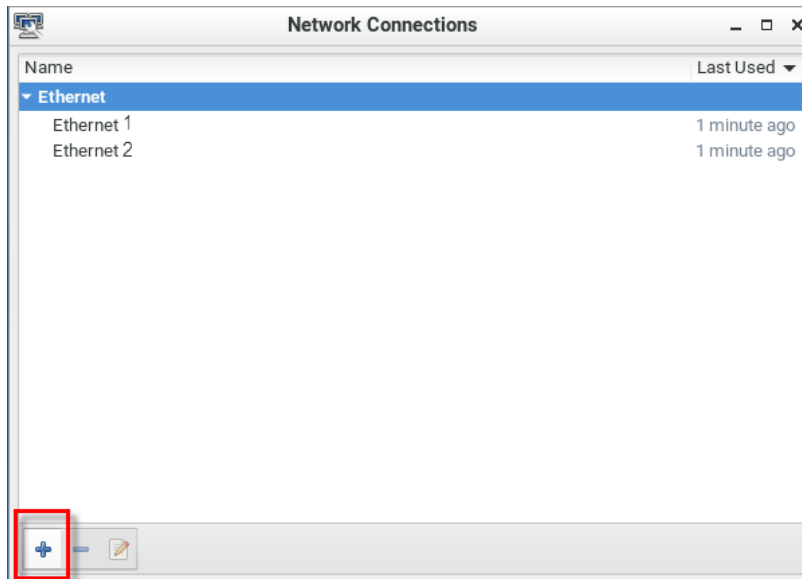 Network Connections
Name Last Used
Ethernet
Ethernet 1 1 minute ago
Ethernet 2 1 minute ago